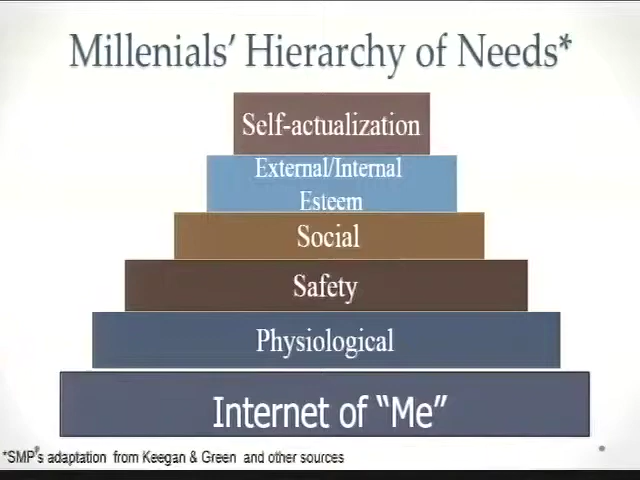 Millenials' Hierarchy of Needs*
Self-actualization
External/Internal
Esteem
Social
Safety
Physiological
Internet of “Me”
*SMP's adaptation from Keegan & Green and other sources